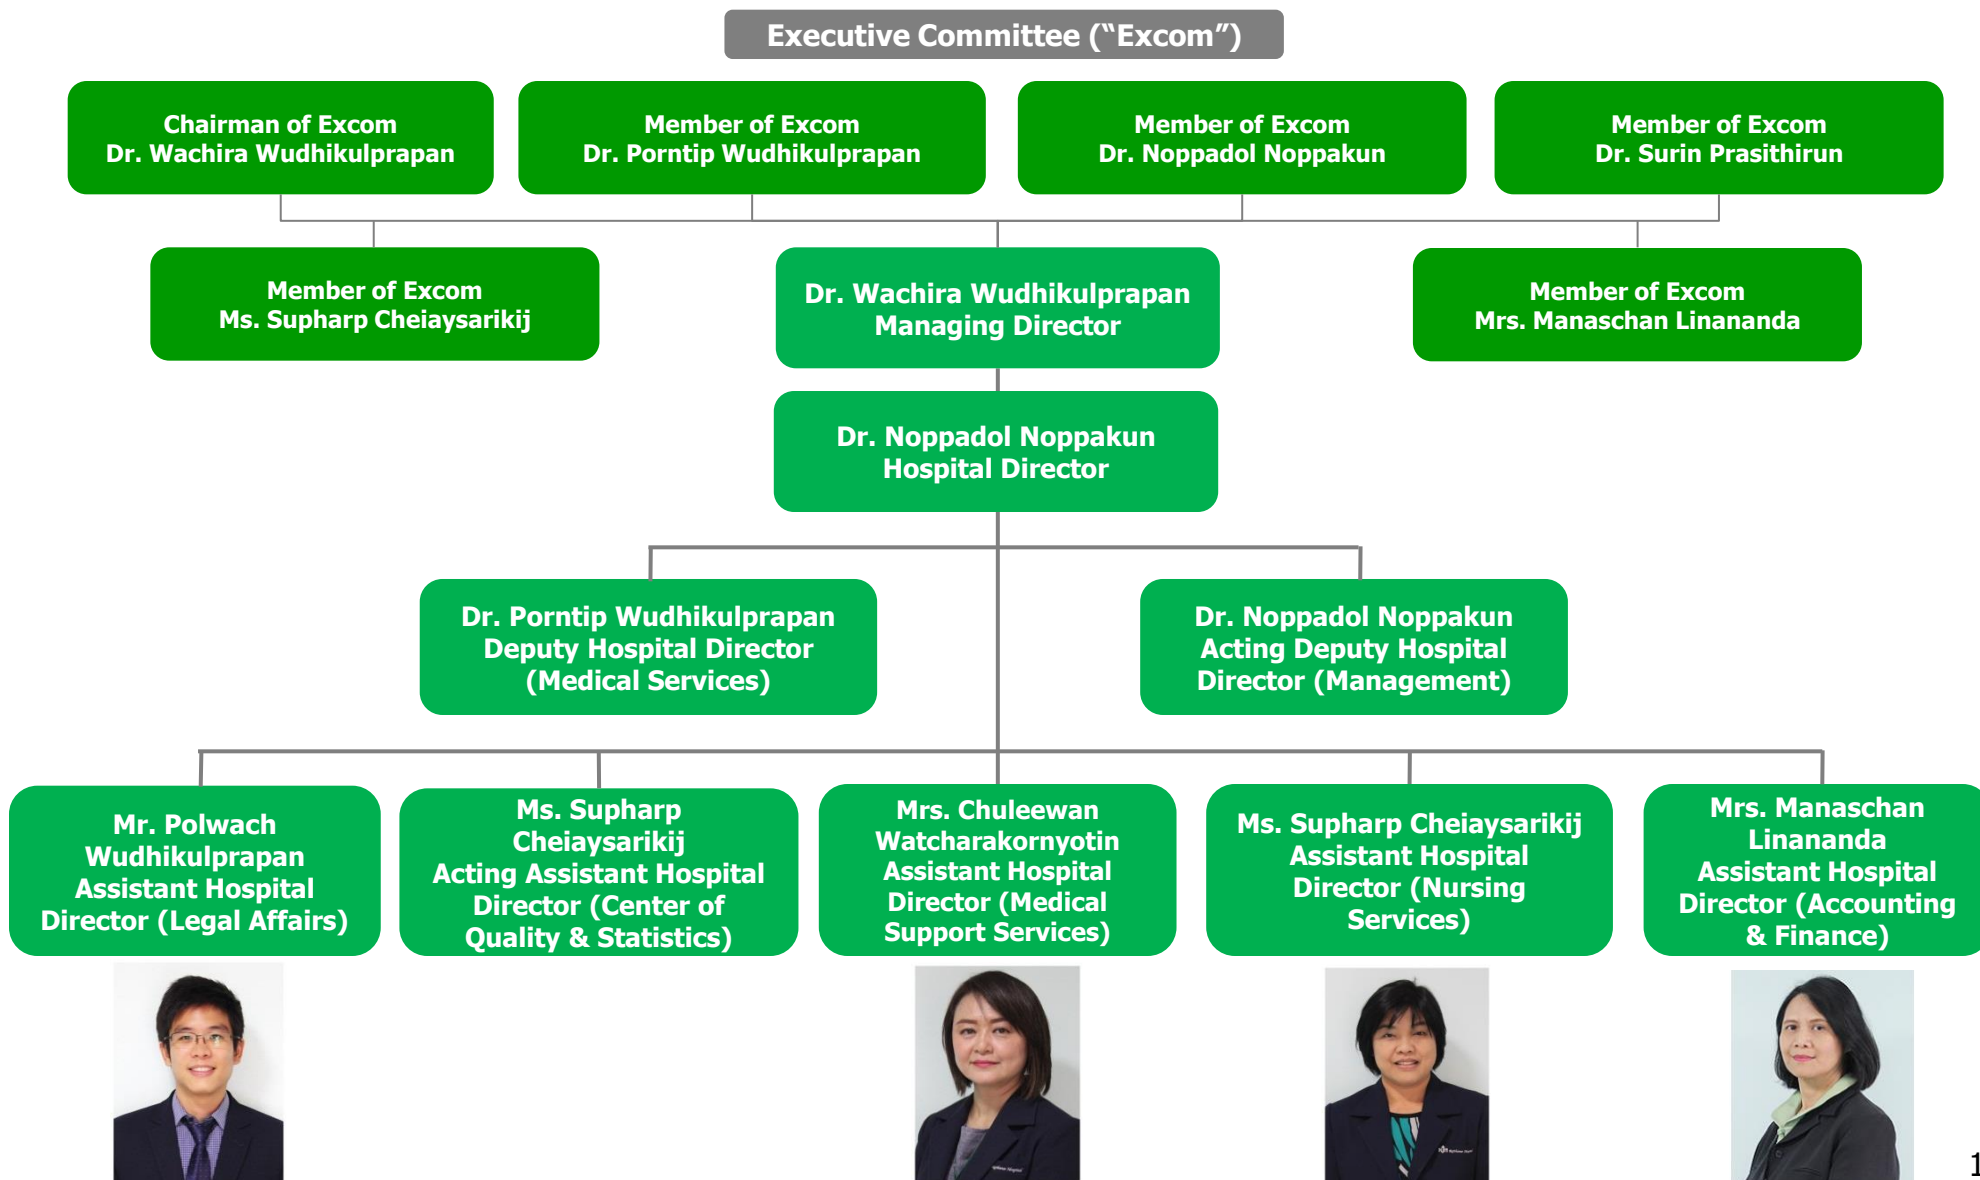 Executive Committee (“Excom”)
Chairman of Excom
Dr. Wachira Wudhikulprapan
Member of Excom
Dr. Porntip Wudhikulprapan
Member of Excom
Dr. Noppadol Noppakun
Member of Excom
Dr. Surin Prasithirun
Member of Excom
Ms. Supharp Cheiaysarikij
Dr. Wachira Wudhikulprapan
Managing Director
Member of Excom
Mrs. Manaschan Linananda
Dr. Noppadol Noppakun
Hospital Director
Dr. Porntip Wudhikulprapan
Deputy Hospital Director
(Medical Services)
Dr. Noppadol Noppakun
Acting Deputy Hospital
Director (Management)
Mr. Polwach
Wudhikulprapan
Assistant Hospital
Director (Legal Affairs)
Ms. Supharp
Cheiaysarikij
Acting Assistant Hospital
Director (Center of
Quality & Statistics)
Mrs. Chuleewan
Watcharakornyotin
Assistant Hospital
Director (Medical
Support Services)
Ms. Supharp Cheiaysarikij
Assistant Hospital
Director (Nursing
Services)
Mrs. Manaschan
Linananda
Assistant Hospital
Director (Accounting
& Finance)
1